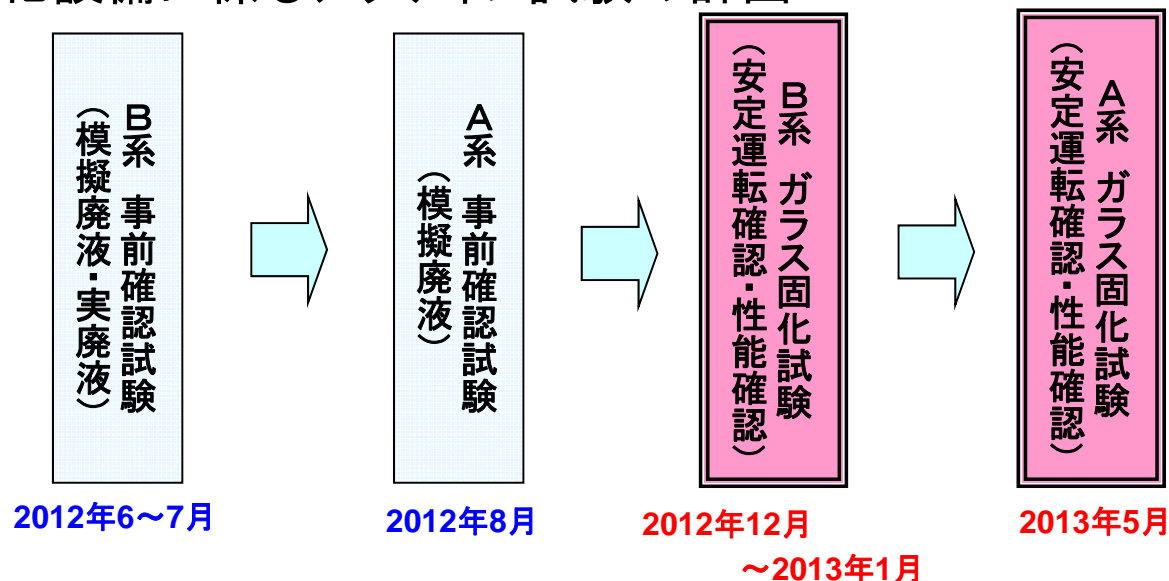 B系 事前確認試験
（模擬廃液・実廃液）
2012年6～7月
A系 事前確認試験
（模擬廃液）
2012年8月
B系 ガラス固化試験
（安定運転確認・性能確認）
2012年12月
～2013年1月
A系 ガラス固化試験
（安定運転確認・性能確認）
2013年5月